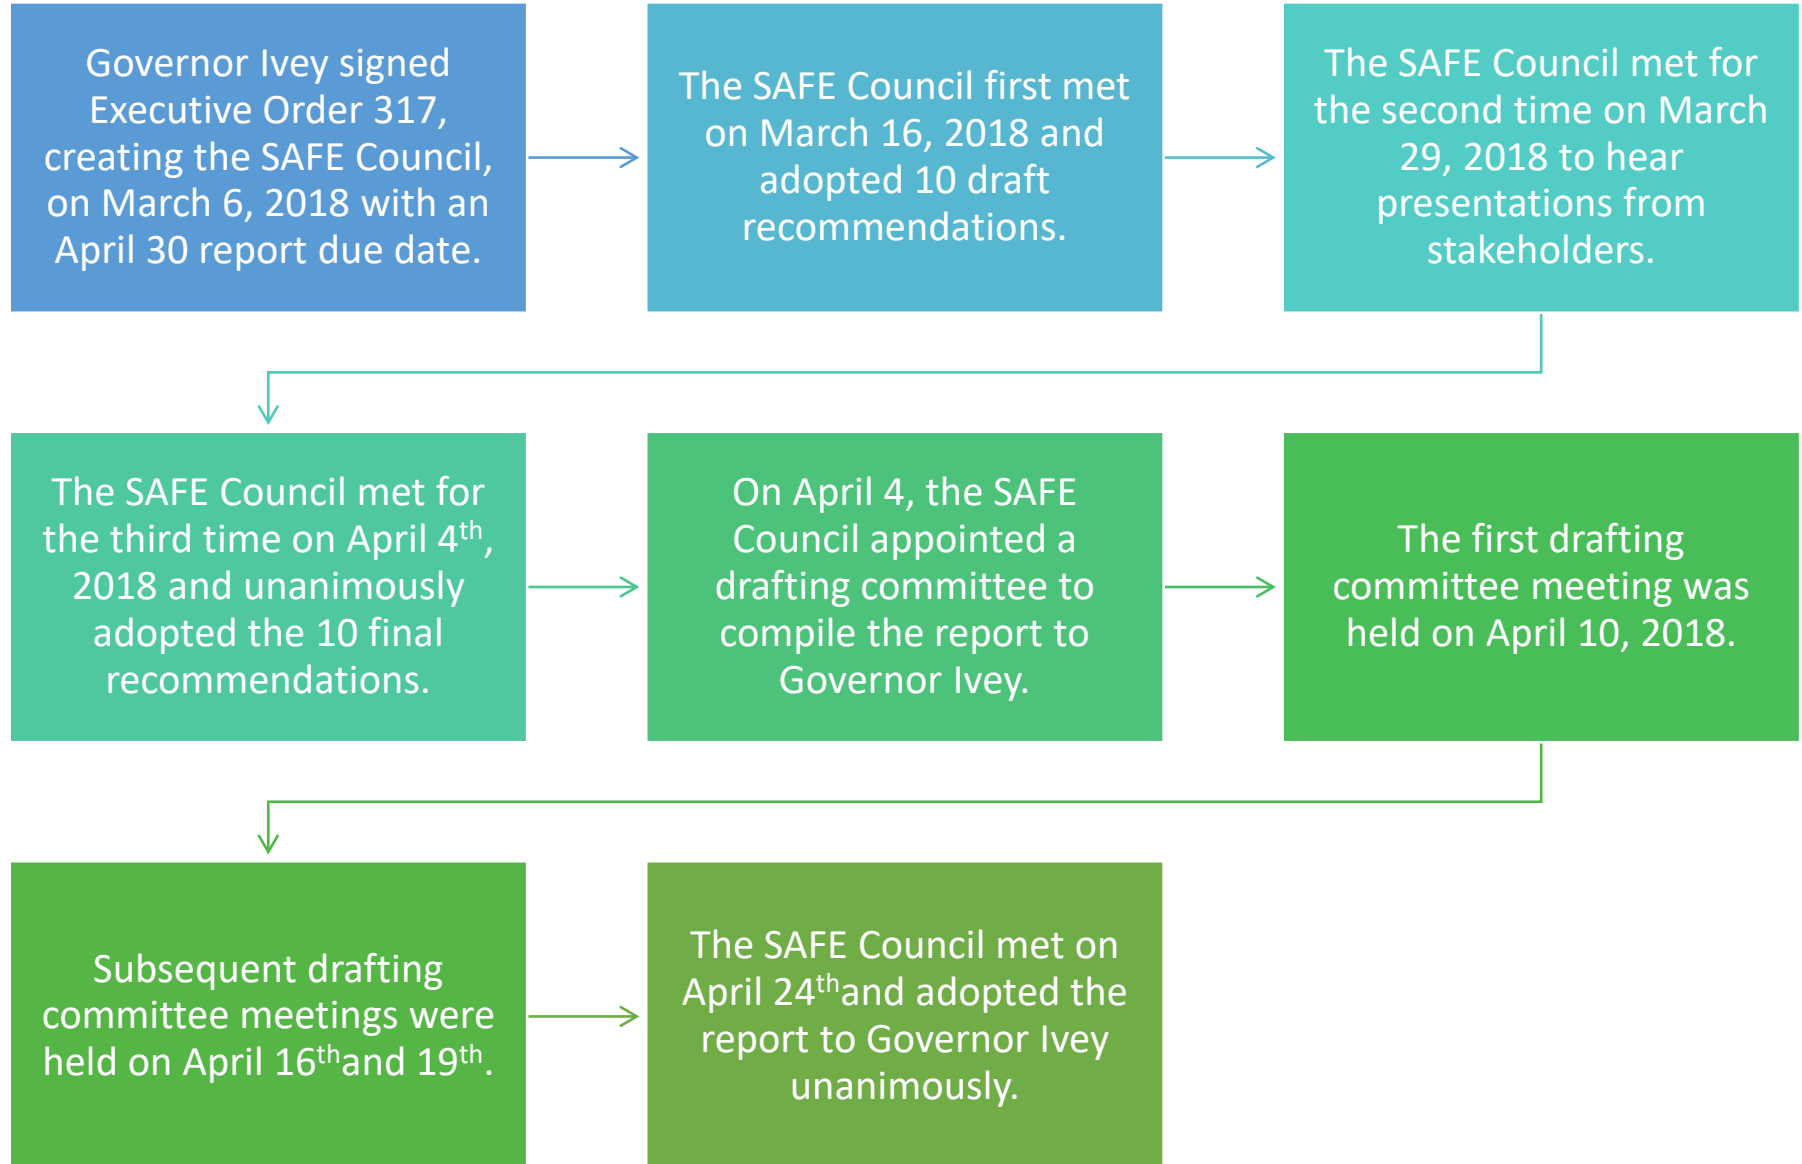 Governor Ivey signed
Executive Order 317,
creating the SAFE Council,
on March 6, 2018 with an
April 30 report due date.
The SAFE Council first met
on March 16, 2018 and
adopted 10 draft
recommendations.
The SAFE Council met for
the second time on March
29, 2018 to hear
presentations from
stakeholders.
The SAFE Council met for
the third time on April 4th,
2018 and unanimously
adopted the 10 final
recommendations.
On April 4, the SAFE
Council appointed a
drafting committee to
compile the report to
Governor Ivey.
The first drafting
committee meeting was
held on April 10, 2018.
Subsequent drafting
committee meetings were
held on April 16thand 19th.
The SAFE Council met on
April 24thand adopted the
report to Governor Ivey
unanimously.